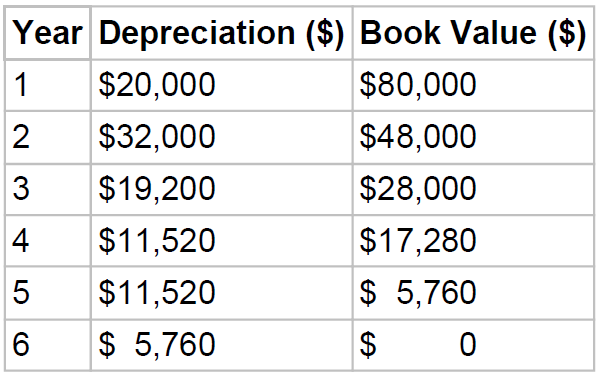 Year Depreciation ($) Book Value ($)
1 $20,000 $80,000
2 $32,000 $48,000
3 $19,200 $28,000
4 $11,520 $17,280
5 $11,520 $ 5,760
6 $ 5,760 $ 0